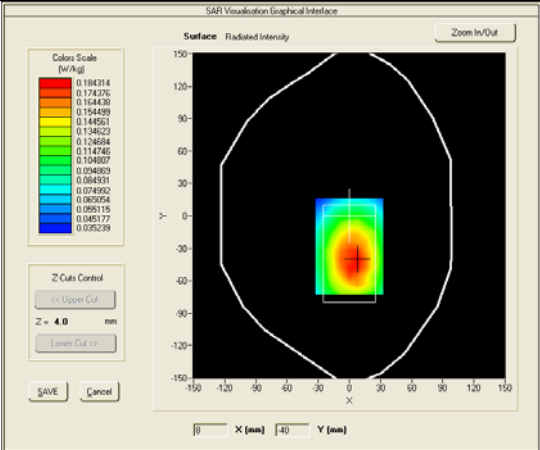 SAR Visualisation Graphical Interface
Surface Radiated Intensity
Zoom In/Out
Colors Scale
(W/kg)
0.184314
0.174376
0.164438
0.154499
0.144561
0.134623
0.124684
0.114746
0.104807
0.094869
0.084931
0.074992
0.065054
0.055115
0.045177
0.035239
Z-Cuts Control
<< Upper Cut
Z = 4.0 mm
Lower Cut >>
SAVE Cancel
150
120
90
60
30
0
-30
-60
-90
-120
-150
Y
-150 -120 -90 -60 -30 0 30 60 90 120 150
X
8 X (mm) -40 Y (mm)